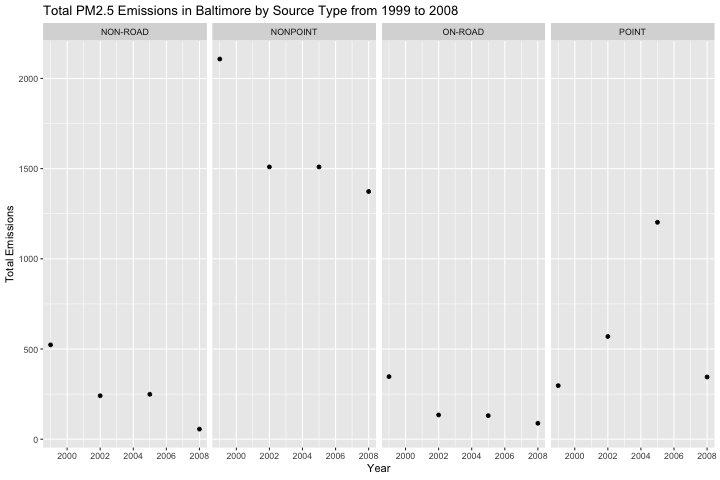 Total PM2.5 Emissions in Baltimore by Source Type from 1999 to 2008
NON-ROAD NONPOINT ON-ROAD POINT
Total Emissions
2000
1500
1000
500
0
2000 2002 2004 2006 2008 2000 2002 2004 2006 2008 2000 2002 2004 2006 2008 2000 2002 2004 2006 2008
Year